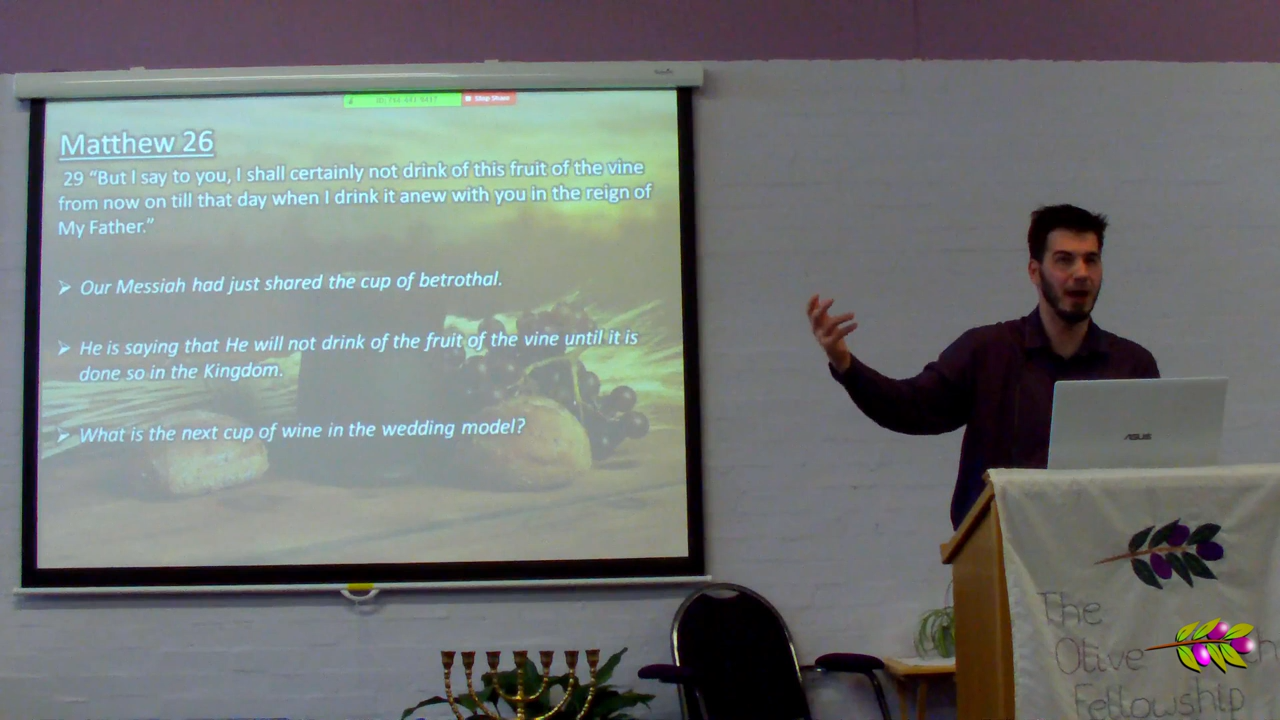 Stop Share
Matthew 26
29 “But I say to you, I shall certainly not drink of this fruit of the vine
from now on till that day when I drink it anew with you in the reign of
My Father.”
➢ Our Messiah had just shared the cup of betrothal.
➢ He is saying that He will not drink of the fruit of the vine until it is
done so in the Kingdom.
➢ What is the next cup of wine in the wedding model?
ASUS
The
Olive
Fellowship